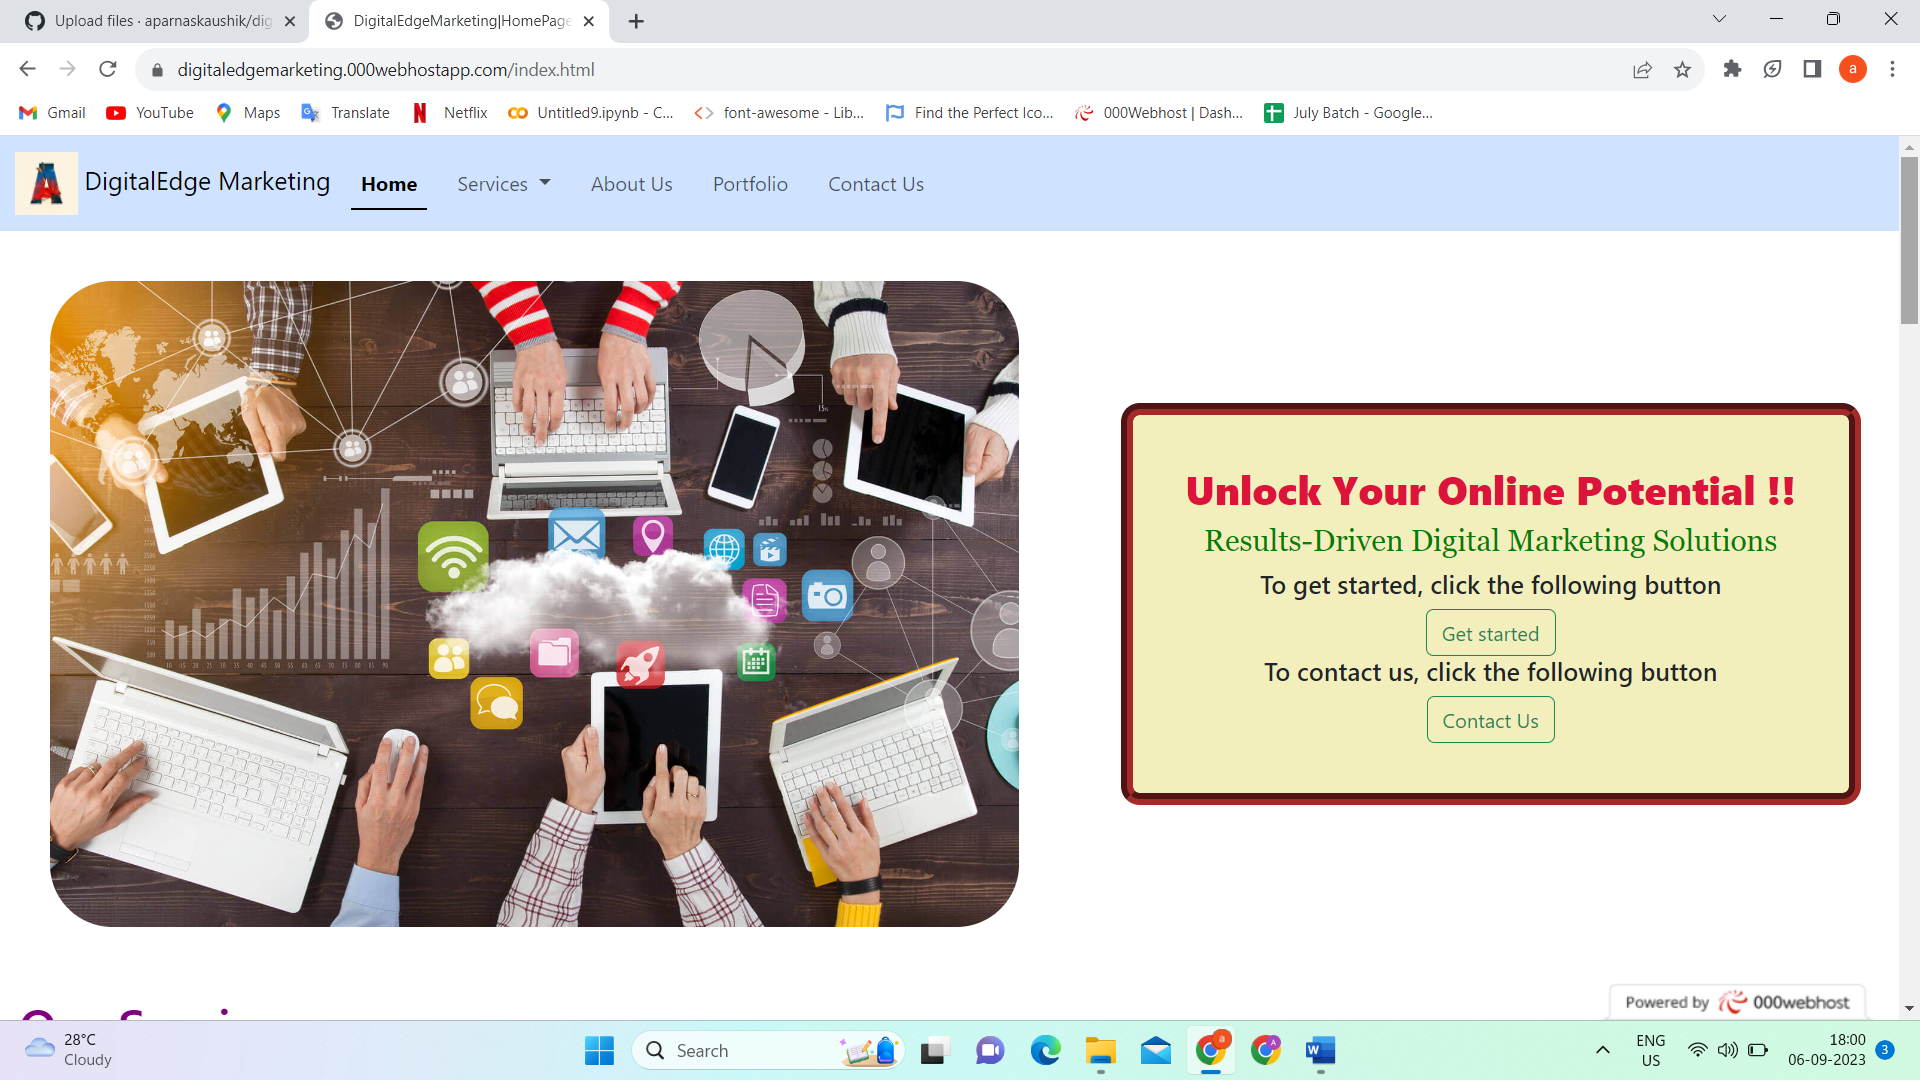 Upload files · aparnaskaushik/dig
DigitalEdgeMarketing|HomePage
digitaledgemarketing.000webhostapp.com/index.html
a
Gmail
YouTube
Maps
Translate
Netflix
Untitled9.ipynb - C...
font-awesome - Lib...
Find the Perfect Ico...
000Webhost | Dash...
July Batch - Google...
DigitalEdge Marketing
Home
Services
About Us
Portfolio
Contact Us
Unlock Your Online Potential !!
Results-Driven Digital Marketing Solutions
To get started, click the following button
Get started
To contact us, click the following button
Contact Us
Powered by 000webhost
28°C
Cloudy
Search
ENG
US
18:00
06-09-2023
3